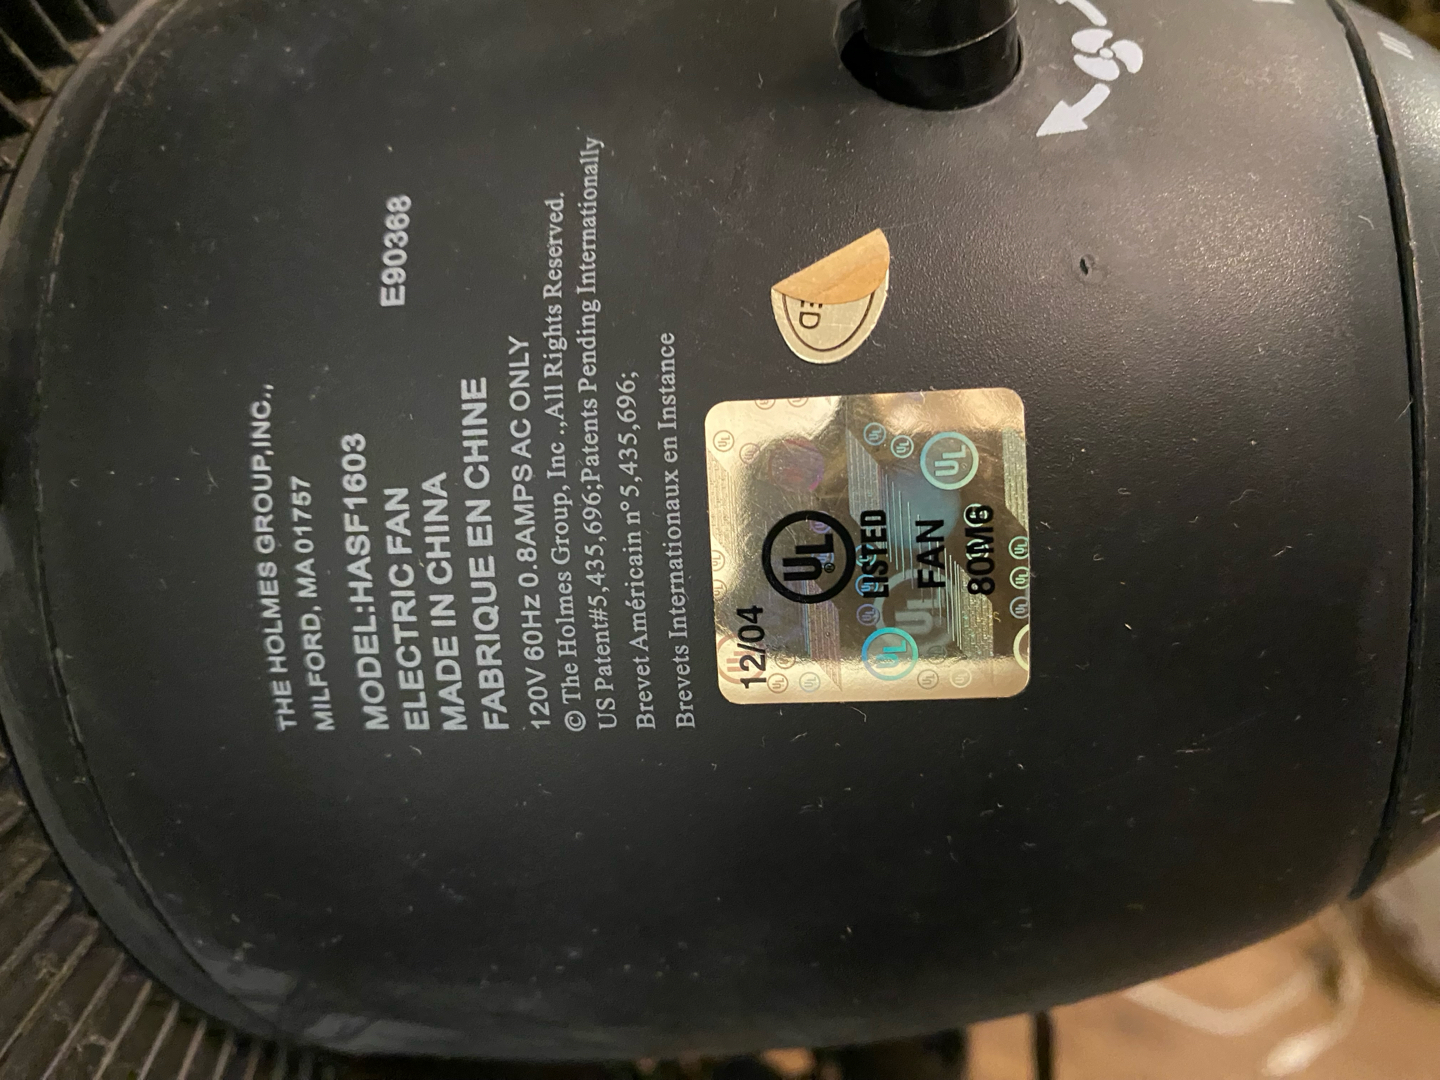 THE HOLMES GROUP,INC.,
MILFORD, MA 01757
MODEL:HASF1603
ELECTRIC FAN E90368
MADE IN CHINA
FABRIQUE EN CHINE
120V 60Hz 0.8AMPS AC ONLY
© The Holmes Group, Inc .,All Rights Reserved.
US Patent#5,435,696;Patents Pending Internationally
Brevet Américain n°5,435,696;
Brevets Internationaux en Instance
12/04
UL ®
LISTED
FAN
80M6
ED